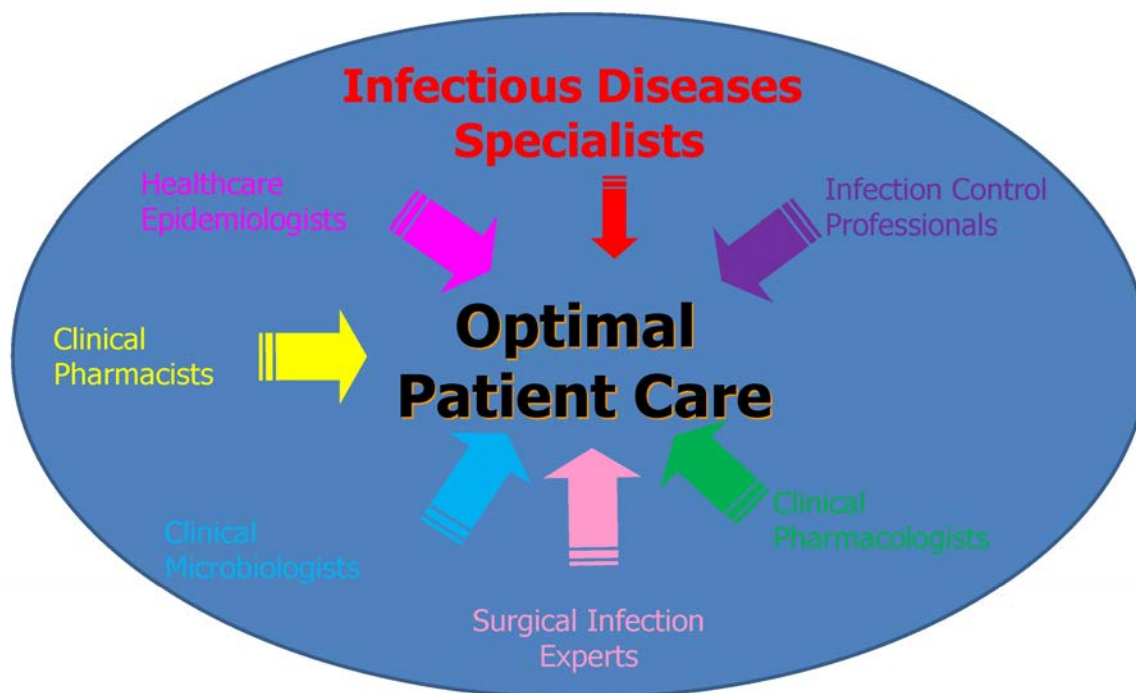 Infectious Diseases
Specialists
Healthcare
Epidemiologists
Infection Control
Professionals
Optimal
Patient Care
Clinical
Pharmacists
Clinical
Microbiologists
Clinical
Pharmacologists
Surgical Infection
Experts